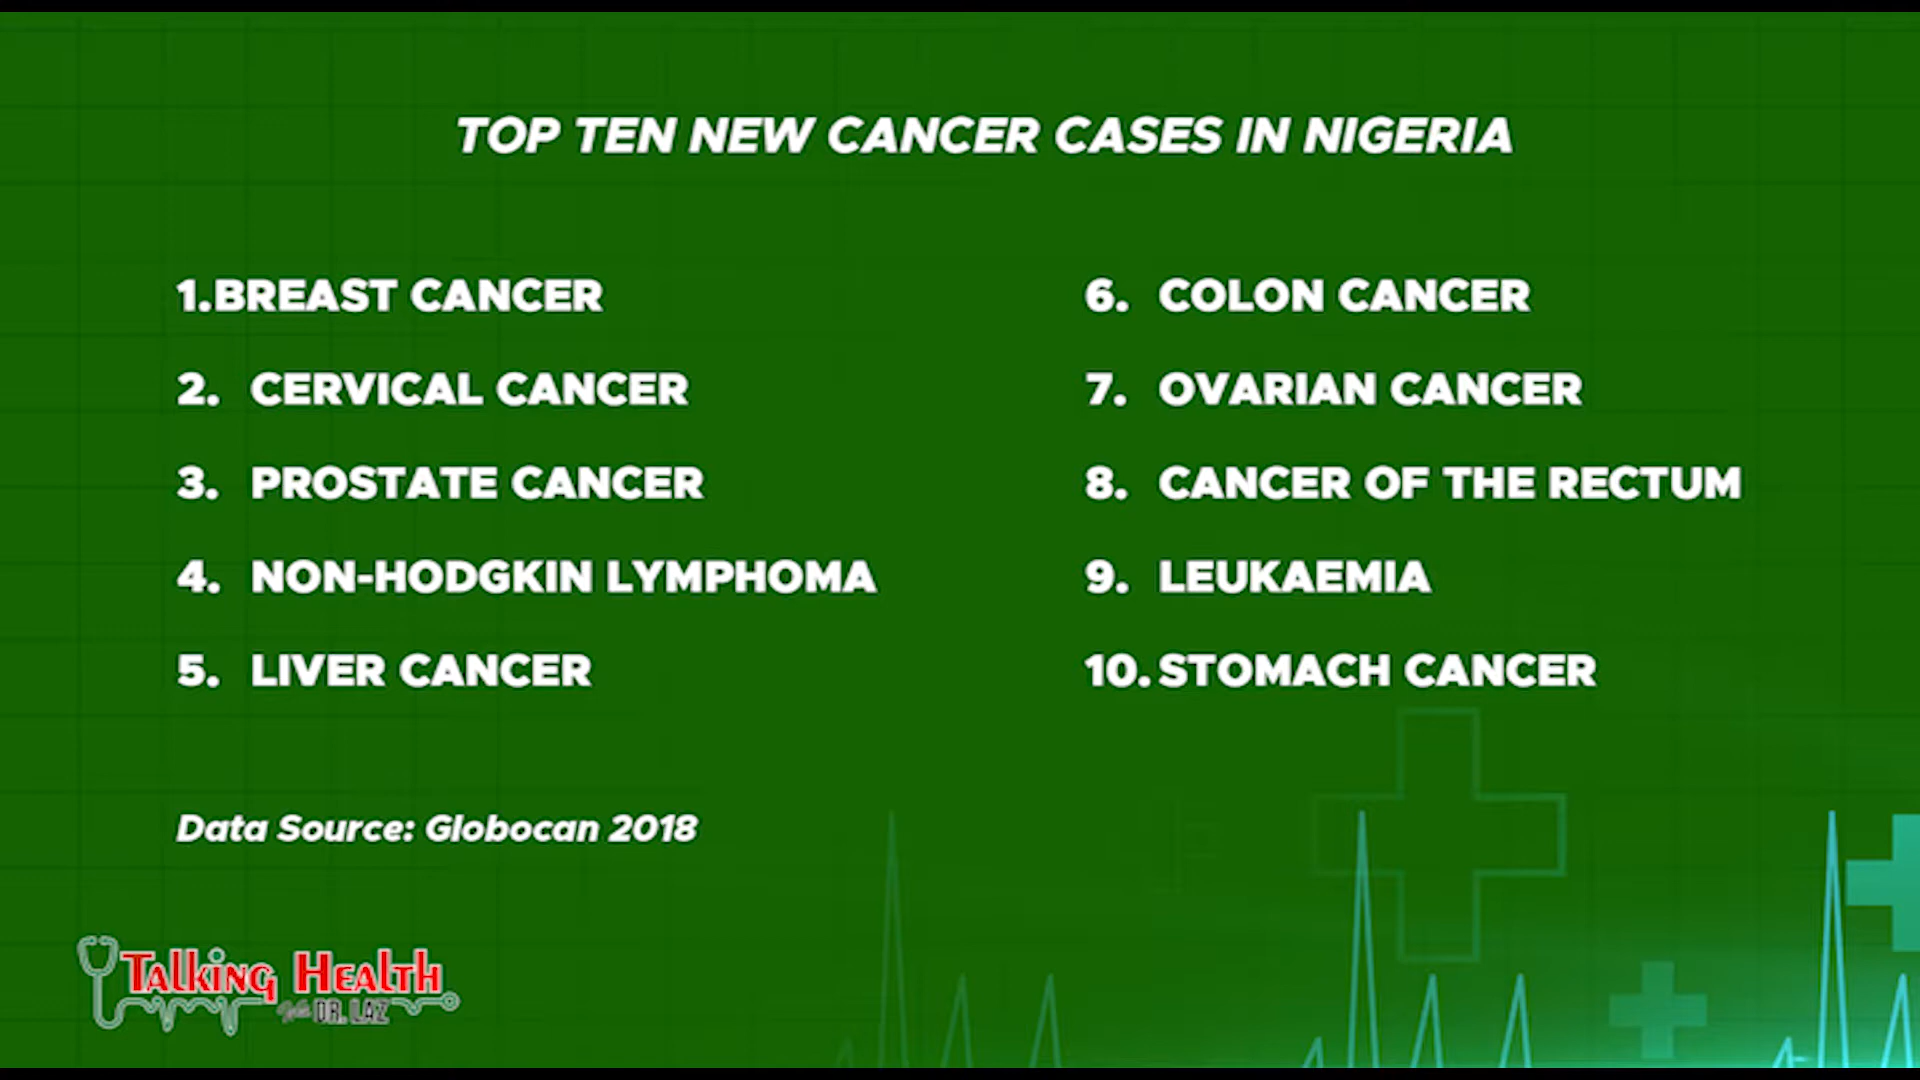 TOP TEN NEW CANCER CASES IN NIGERIA
1.BREAST CANCER
2. CERVICAL CANCER
3. PROSTATE CANCER
4. NON-HODGKIN LYMPHOMA
5. LIVER CANCER
6. COLON CANCER
7. OVARIAN CANCER
8. CANCER OF THE RECTUM
9. LEUKAEMIA
10. STOMACH CANCER
Data Source: Globocan 2018
TALKING HEALTH
With DR. LAZ